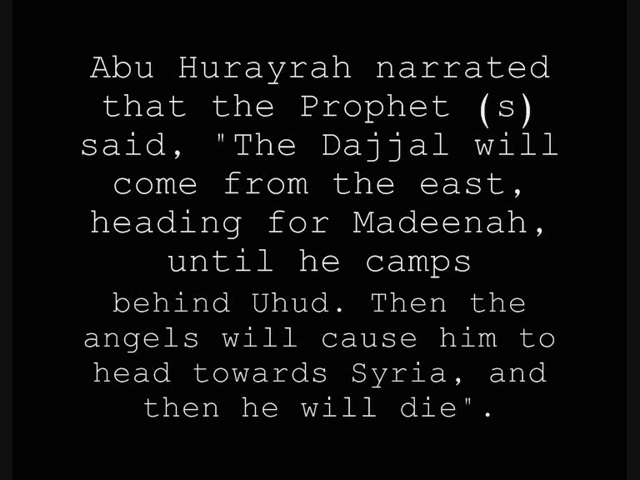 Abu Hurayrah narrated
that the Prophet (s)
said, "The Dajjal will
come from the east,
heading for Madeenah,
until he camps
behind Uhud. Then the
angels will cause him to
head towards Syria, and
then he will die".